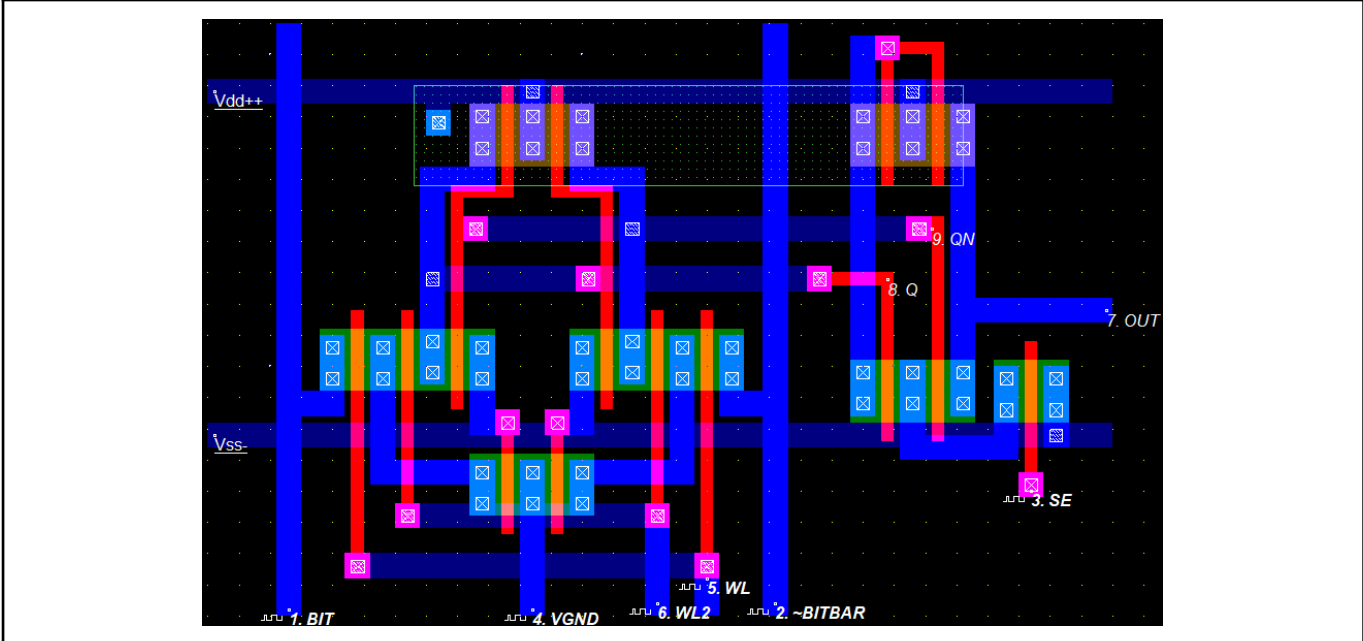 Vdd++
9. QN
8. Q
7. OUT
Vss-
3. SE
5. WL
1. BIT
4. VGND
6. WL2
2. ~BITBAR